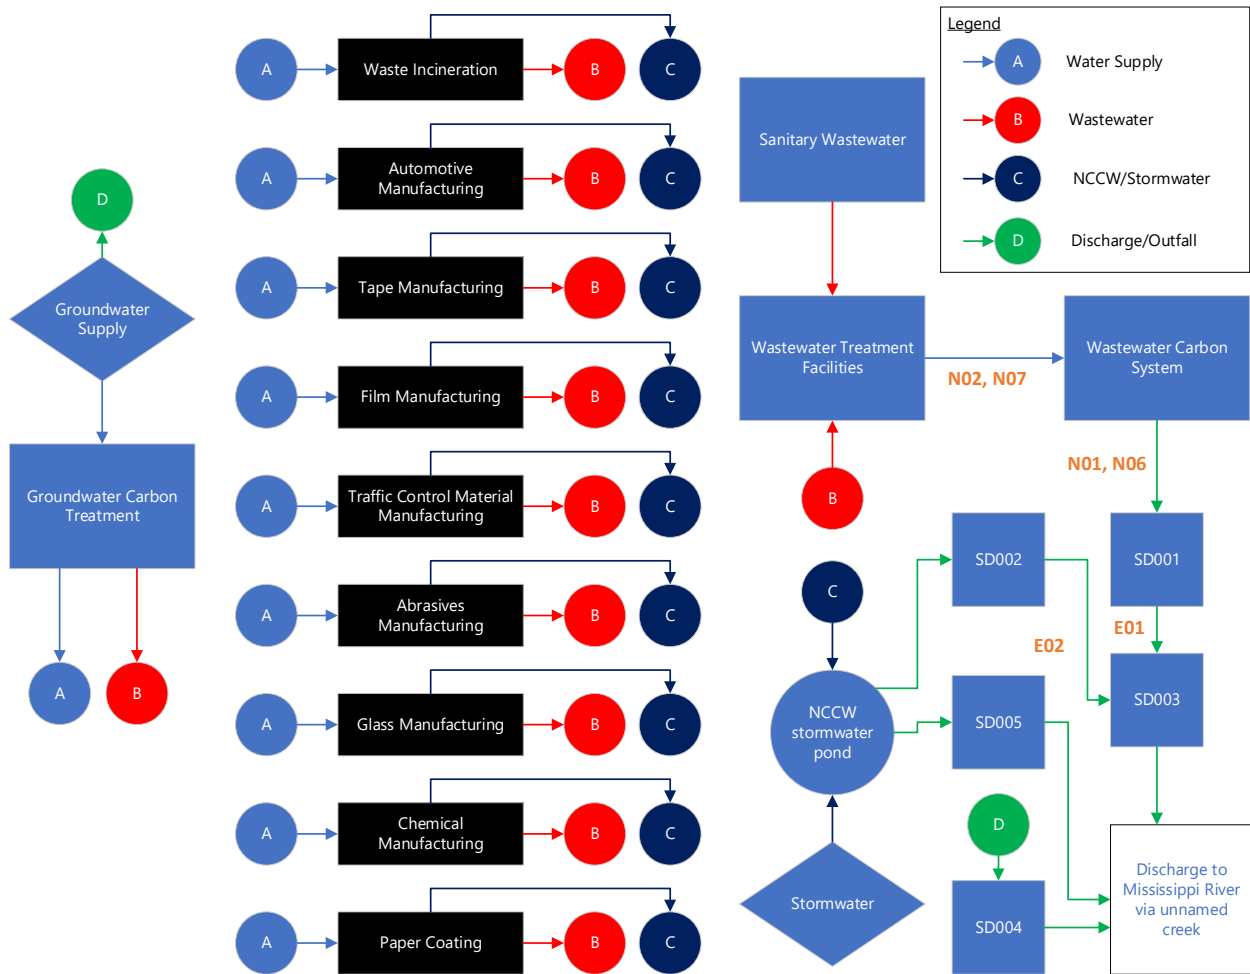 D
Groundwater
Supply
Groundwater Carbon
Treatment
A
B
A
Waste Incineration
B
C
A
Automotive
Manufacturing
B
C
A
Tape Manufacturing
B
C
A
Film Manufacturing
B
C
A
Traffic Control Material
Manufacturing
B
C
A
Abrasives
Manufacturing
B
C
A
Glass Manufacturing
B
C
A
Chemical
Manufacturing
B
C
A
Paper Coating
B
C
Legend
A
Water Supply
B
Wastewater
C
NCCW/Stormwater
D
Discharge/Outfall
Sanitary Wastewater
Wastewater Treatment
Facilities
N02, N07
Wastewater Carbon
System
N01, N06
B
C
SD002
SD001
E02
E01
NCCW
stormwater
pond
SD005
SD003
D
Stormwater
SD004
Discharge to
Mississippi River
via unnamed
creek